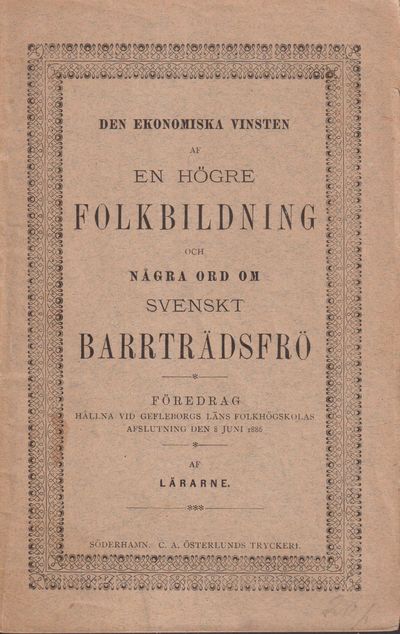 DEN EKONOMISKA VINSTEN
AF
EN HÖGRE
FOLKBILDNING
OCH
NÅGRA ORD OM
SVENSKT
BARRTRÄDSFRÖ
FÖREDRAG
HÅLLNA VID GEFLEBORGS LÄNS FOLKHÖGSKOLAS
AFSLUTNING DEN 8 JUNI 1886
AF
LÄRARNE.
SÖDERHAMN. C. A. ÖSTERLUNDS TRYCKERI.